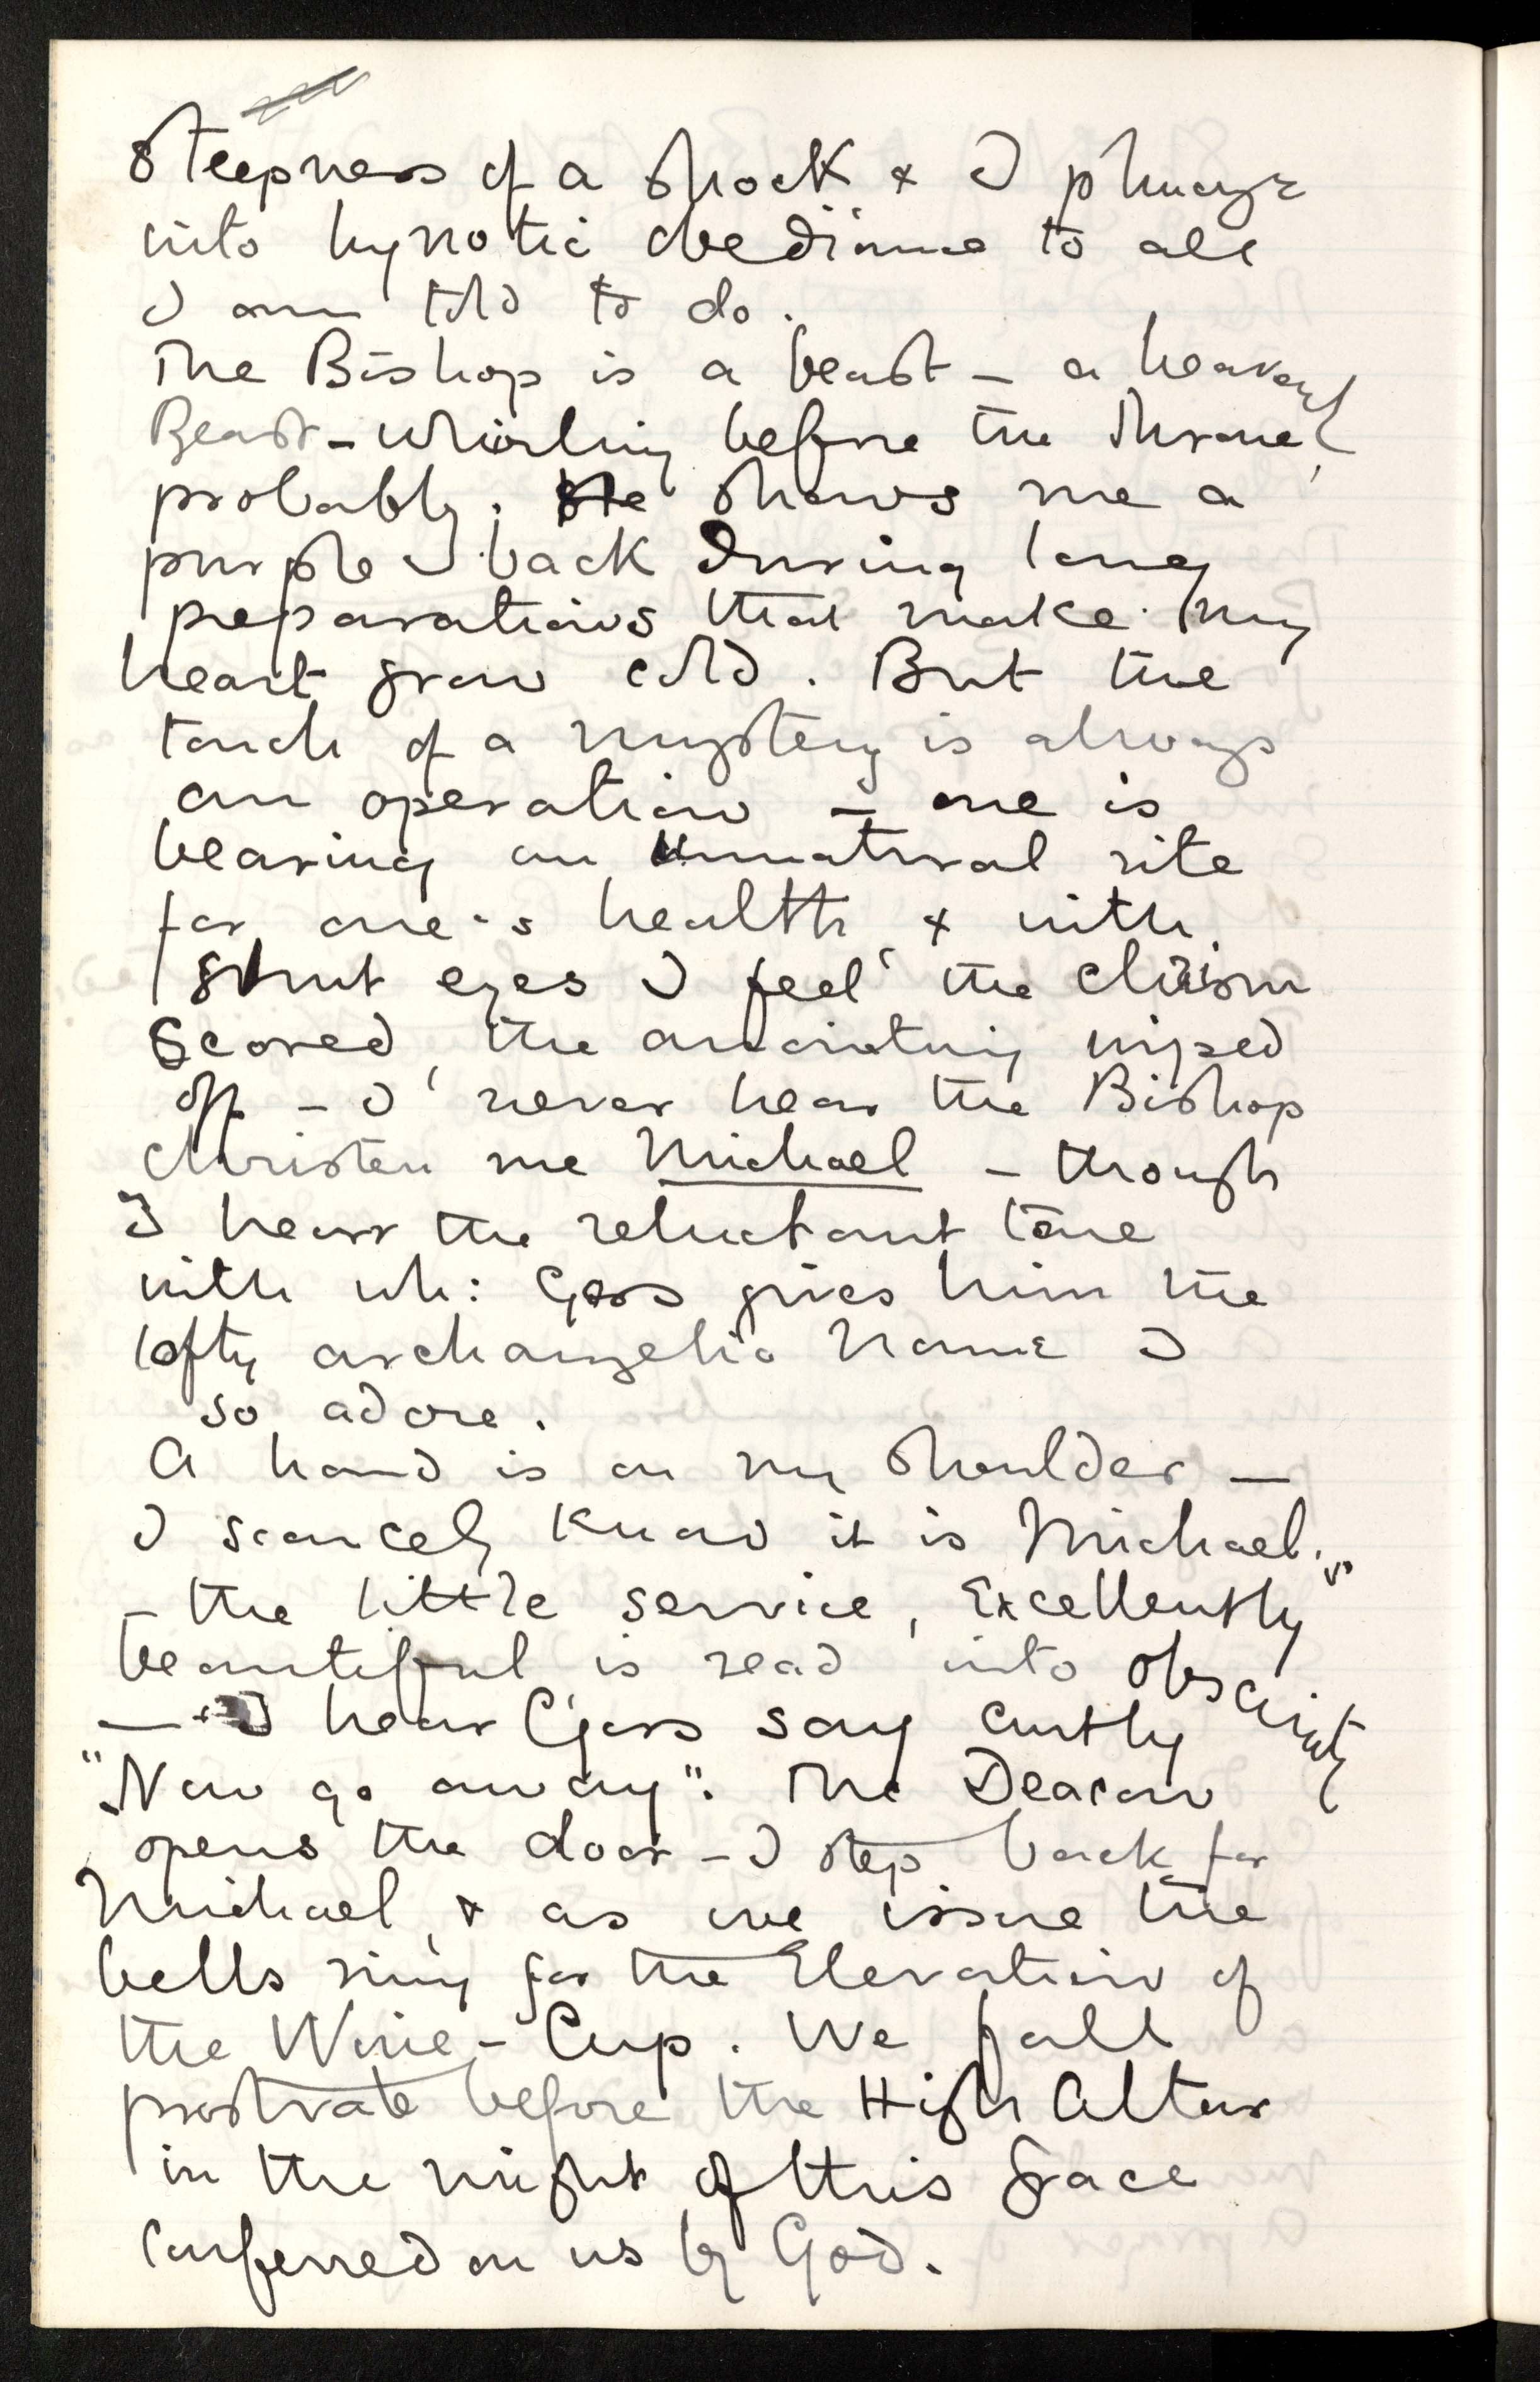 steepness of a shock & I plunge
into hypnotic obedience to all
I am told to do.
The Bishop is a beast – a heavenly
Beast – whirling before the Throne,
probably. He shows me a
purple back during long
preparations that make my
heart grow cold. But the
touch of a mystery is always
an operation – one is
bearing an unnatural rite
for one's health & with
shut eyes I feel the chrism
scored, the anointing wiped
off – I never hear the Bishop
christen me Michael – though
I hear the reluctant tone
with wh: Goss gives him the
lofty archangelic name I
so adore.
A hand is on my shoulder –
I scarcely know it is Michael's
– the little service, excellently
beautiful is read into obscurity
– I hear Goss say curtly
"Now go away". The Deacon
opens the door – I step back for
Michael, & as we issue the
bells ring for the Elevation of
the Wine-Cup. We fall
prostrate before the High Altar
in the might of this Grace
conferred on us by God.